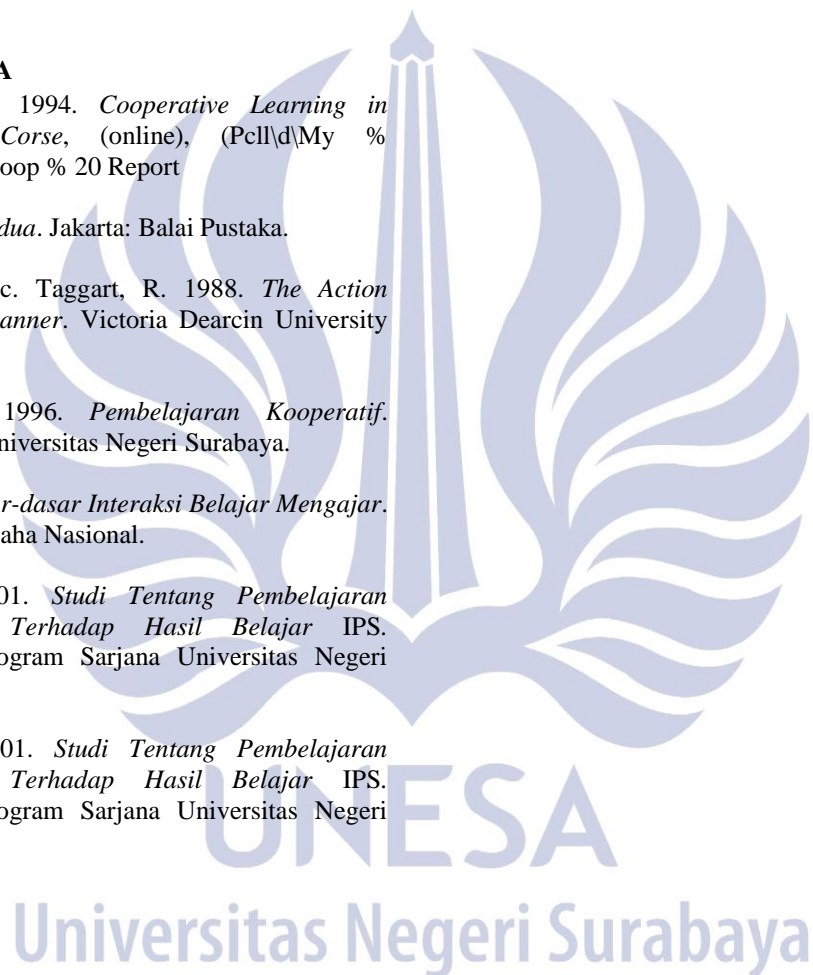 A
1994. Cooperative Learning in
Corse, (online), (Pcll\d\My %
oop % 20 Report
dua. Jakarta: Balai Pustaka.
c. Taggart, R. 1988. The Action
anner. Victoria Dearcin University
1996. Pembelajaran Kooperatif.
niversitas Negeri Surabaya.
r-dasar Interaksi Belajar Mengajar.
aha Nasional.
01. Studi Tentang Pembelajaran
Terhadap Hasil Belajar IPS.
ogram Sarjana Universitas Negeri
01. Studi Tentang Pembelajaran
Terhadap Hasil Belajar IPS.
ogram Sarjana Universitas Negeri
UNESA
Universitas Negeri Surabaya